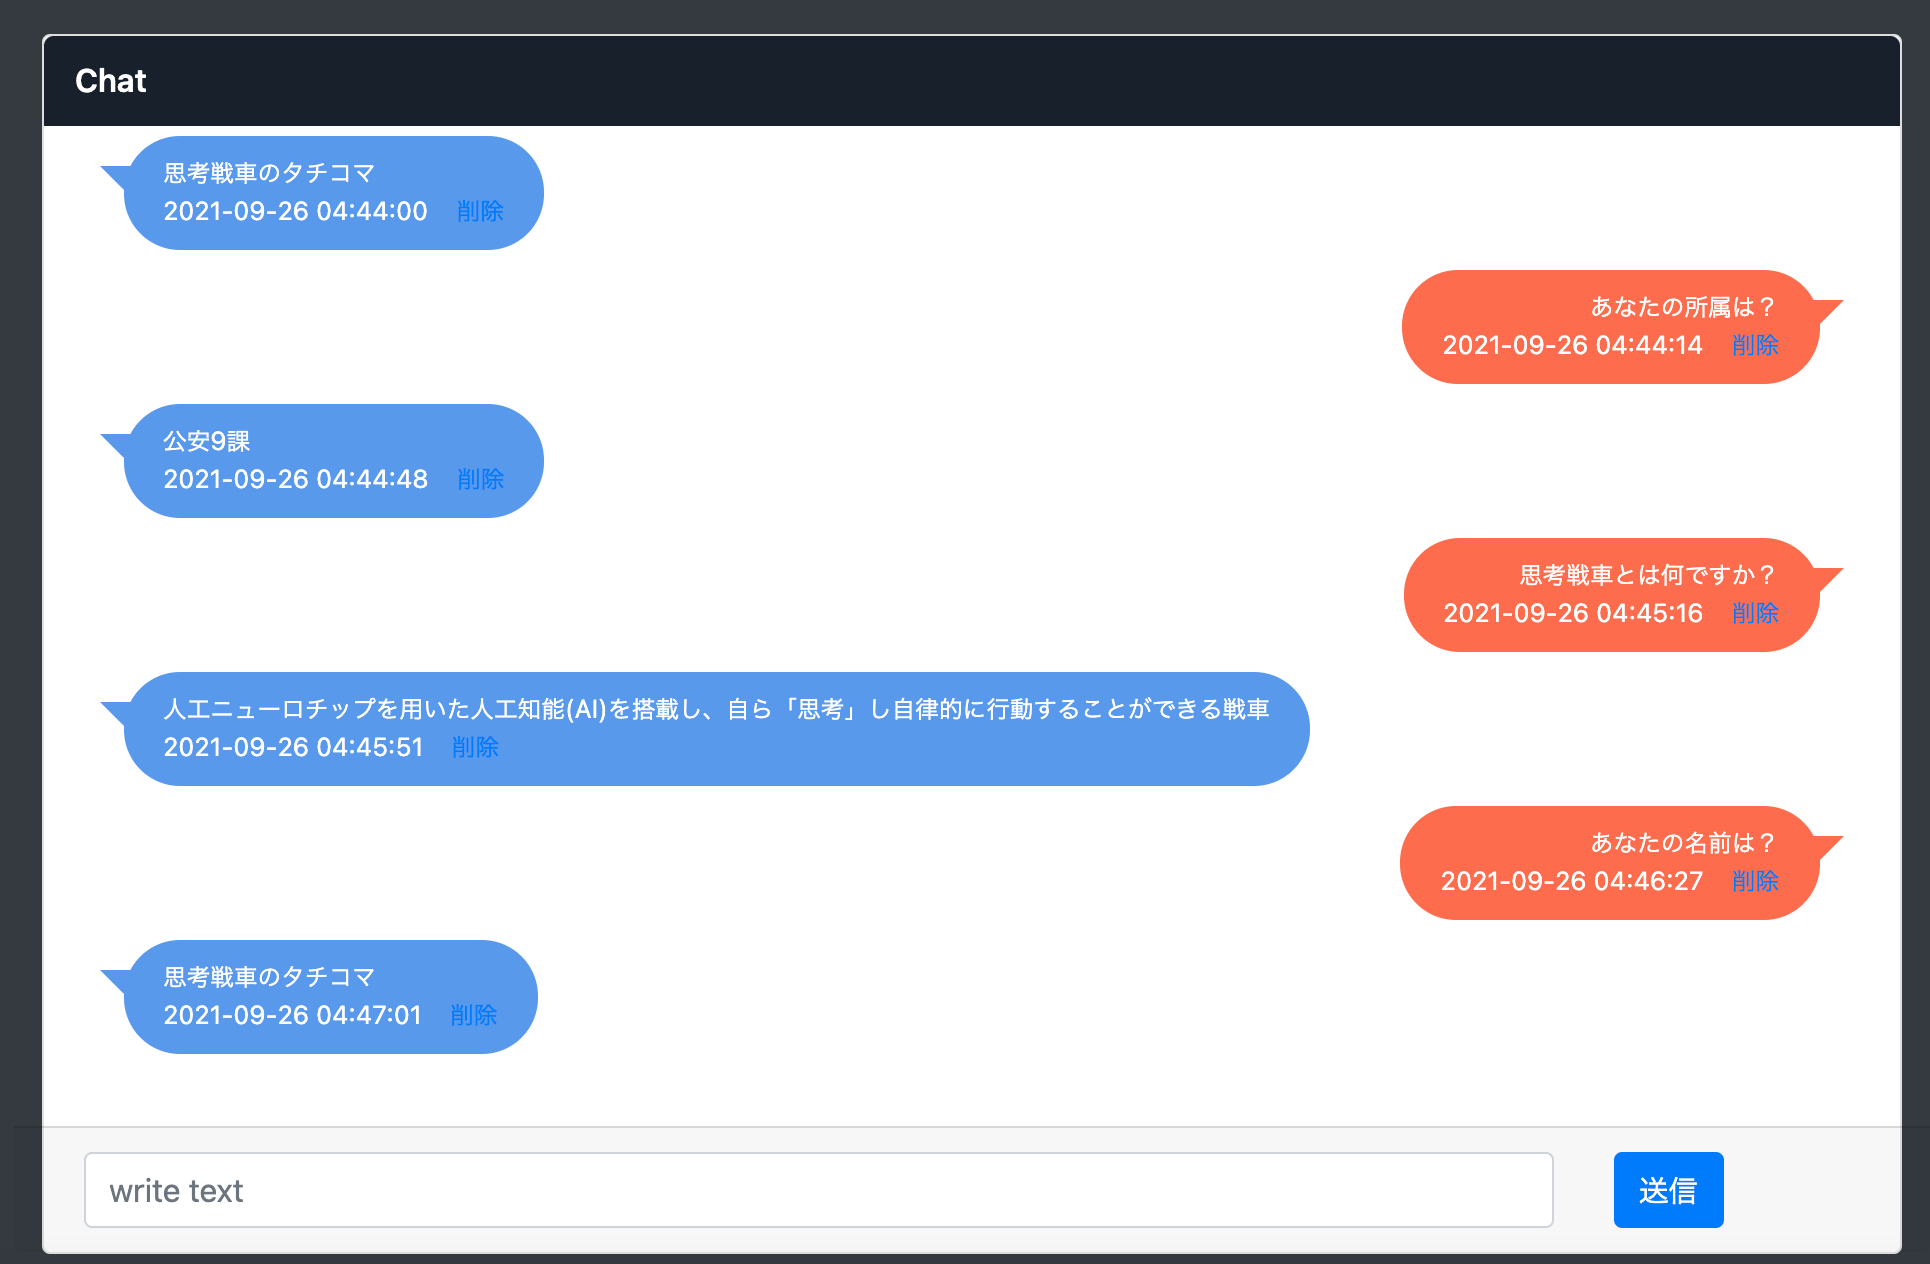 Chat
思考戦車のタチコマ
2021-09-26 04:44:00 削除
あなたの所属は？
2021-09-26 04:44:14 削除
公安9課
2021-09-26 04:44:48 削除
思考戦車とは何ですか？
2021-09-26 04:45:16 削除
人工ニューロチップを用いた人工知能(AI)を搭載し、自ら「思考」し自律的に行動することができる戦車
2021-09-26 04:45:51 削除
あなたの名前は？
2021-09-26 04:46:27 削除
思考戦車のタチコマ
2021-09-26 04:47:01 削除
write text 送信